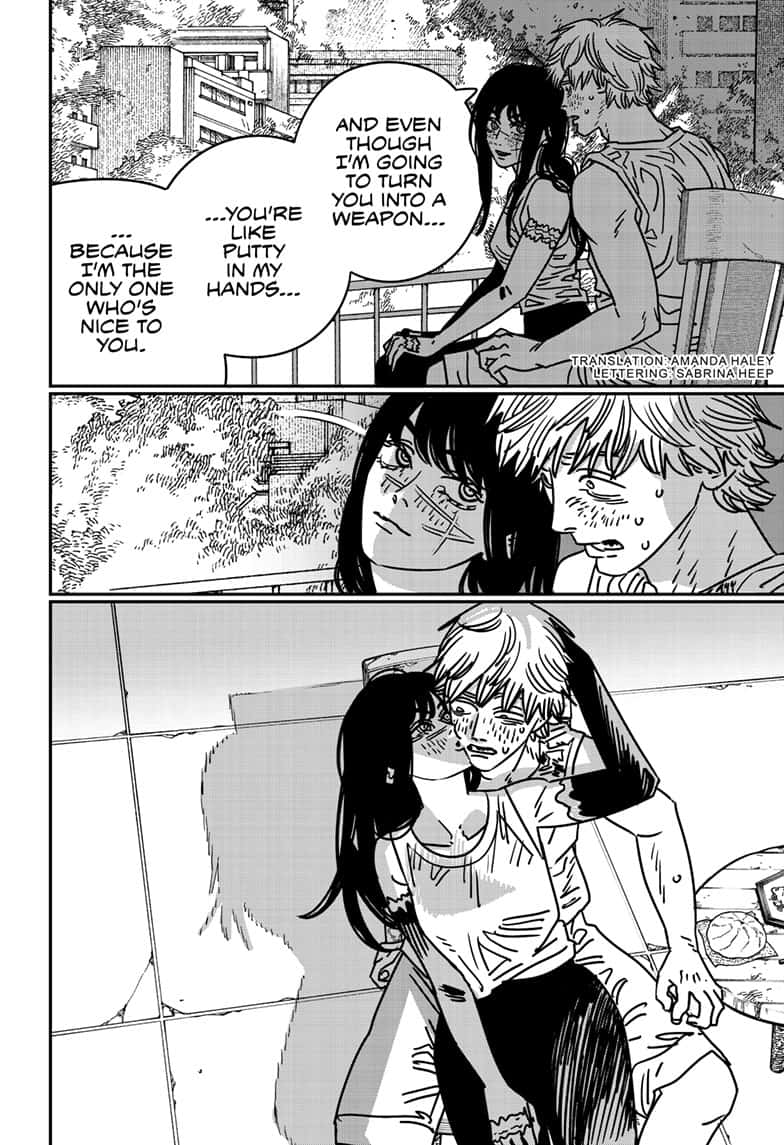 AND EVEN
THOUGH
I'M GOING
TO TURN
YOU INTO A
WEAPON...
...YOU'RE
LIKE
PUTTY
IN MY
HANDS...
...
BECAUSE
I'M THE
ONLY ONE
WHO'S
NICE TO
YOU.
TRANSLATION: AMANDA HALEY
LETTERING: SABRINA HEEP